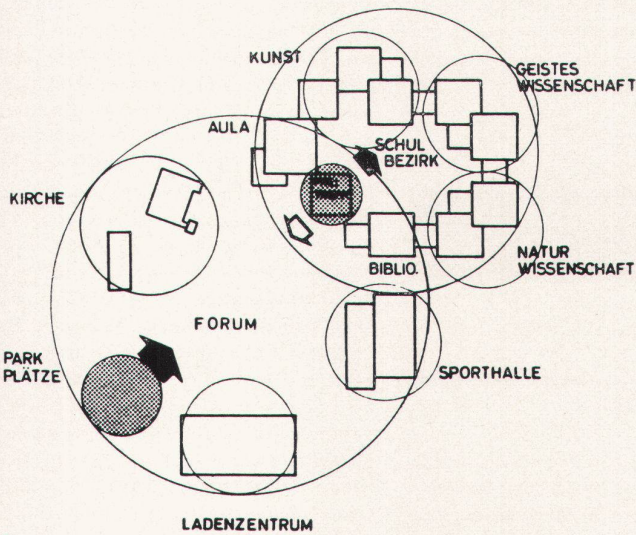 KUNST
GEISTES
WISSENSCHAFT
AULA
SCHUL
BEZIRK
KIRCHE
NATUR
WISSENSCHAFT
BIBLIO.
FORUM
PARK
PLÄTZE
SPORTHALLE
LADENZENTRUM